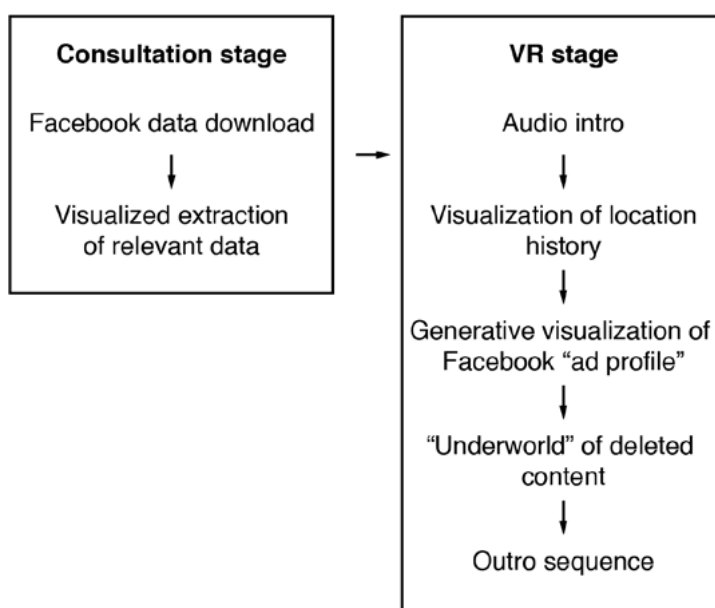 Consultation stage
Facebook data download
Visualized extraction
of relevant data
VR stage
Audio intro
Visualization of location
history
Generative visualization of
Facebook “ad profile”
“Underworld” of deleted
content
Outro sequence